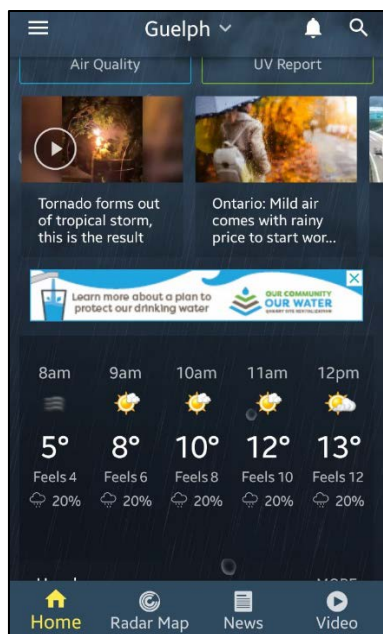 Guelph
Air Quality UV Report
Tornado forms out
of tropical storm,
this is the result
Ontario: Mild air
comes with rainy
price to start wor...
Learn more about a plan to
protect our drinking water
OUR COMMUNITY
OUR WATER
8am 9am 10am 11am 12pm
5° 8° 10° 12° 13°
Feels 4 Feels 6 Feels 8 Feels 10 Feels 12
20% 20% 20% 20% 20%
Home Radar Map News Video